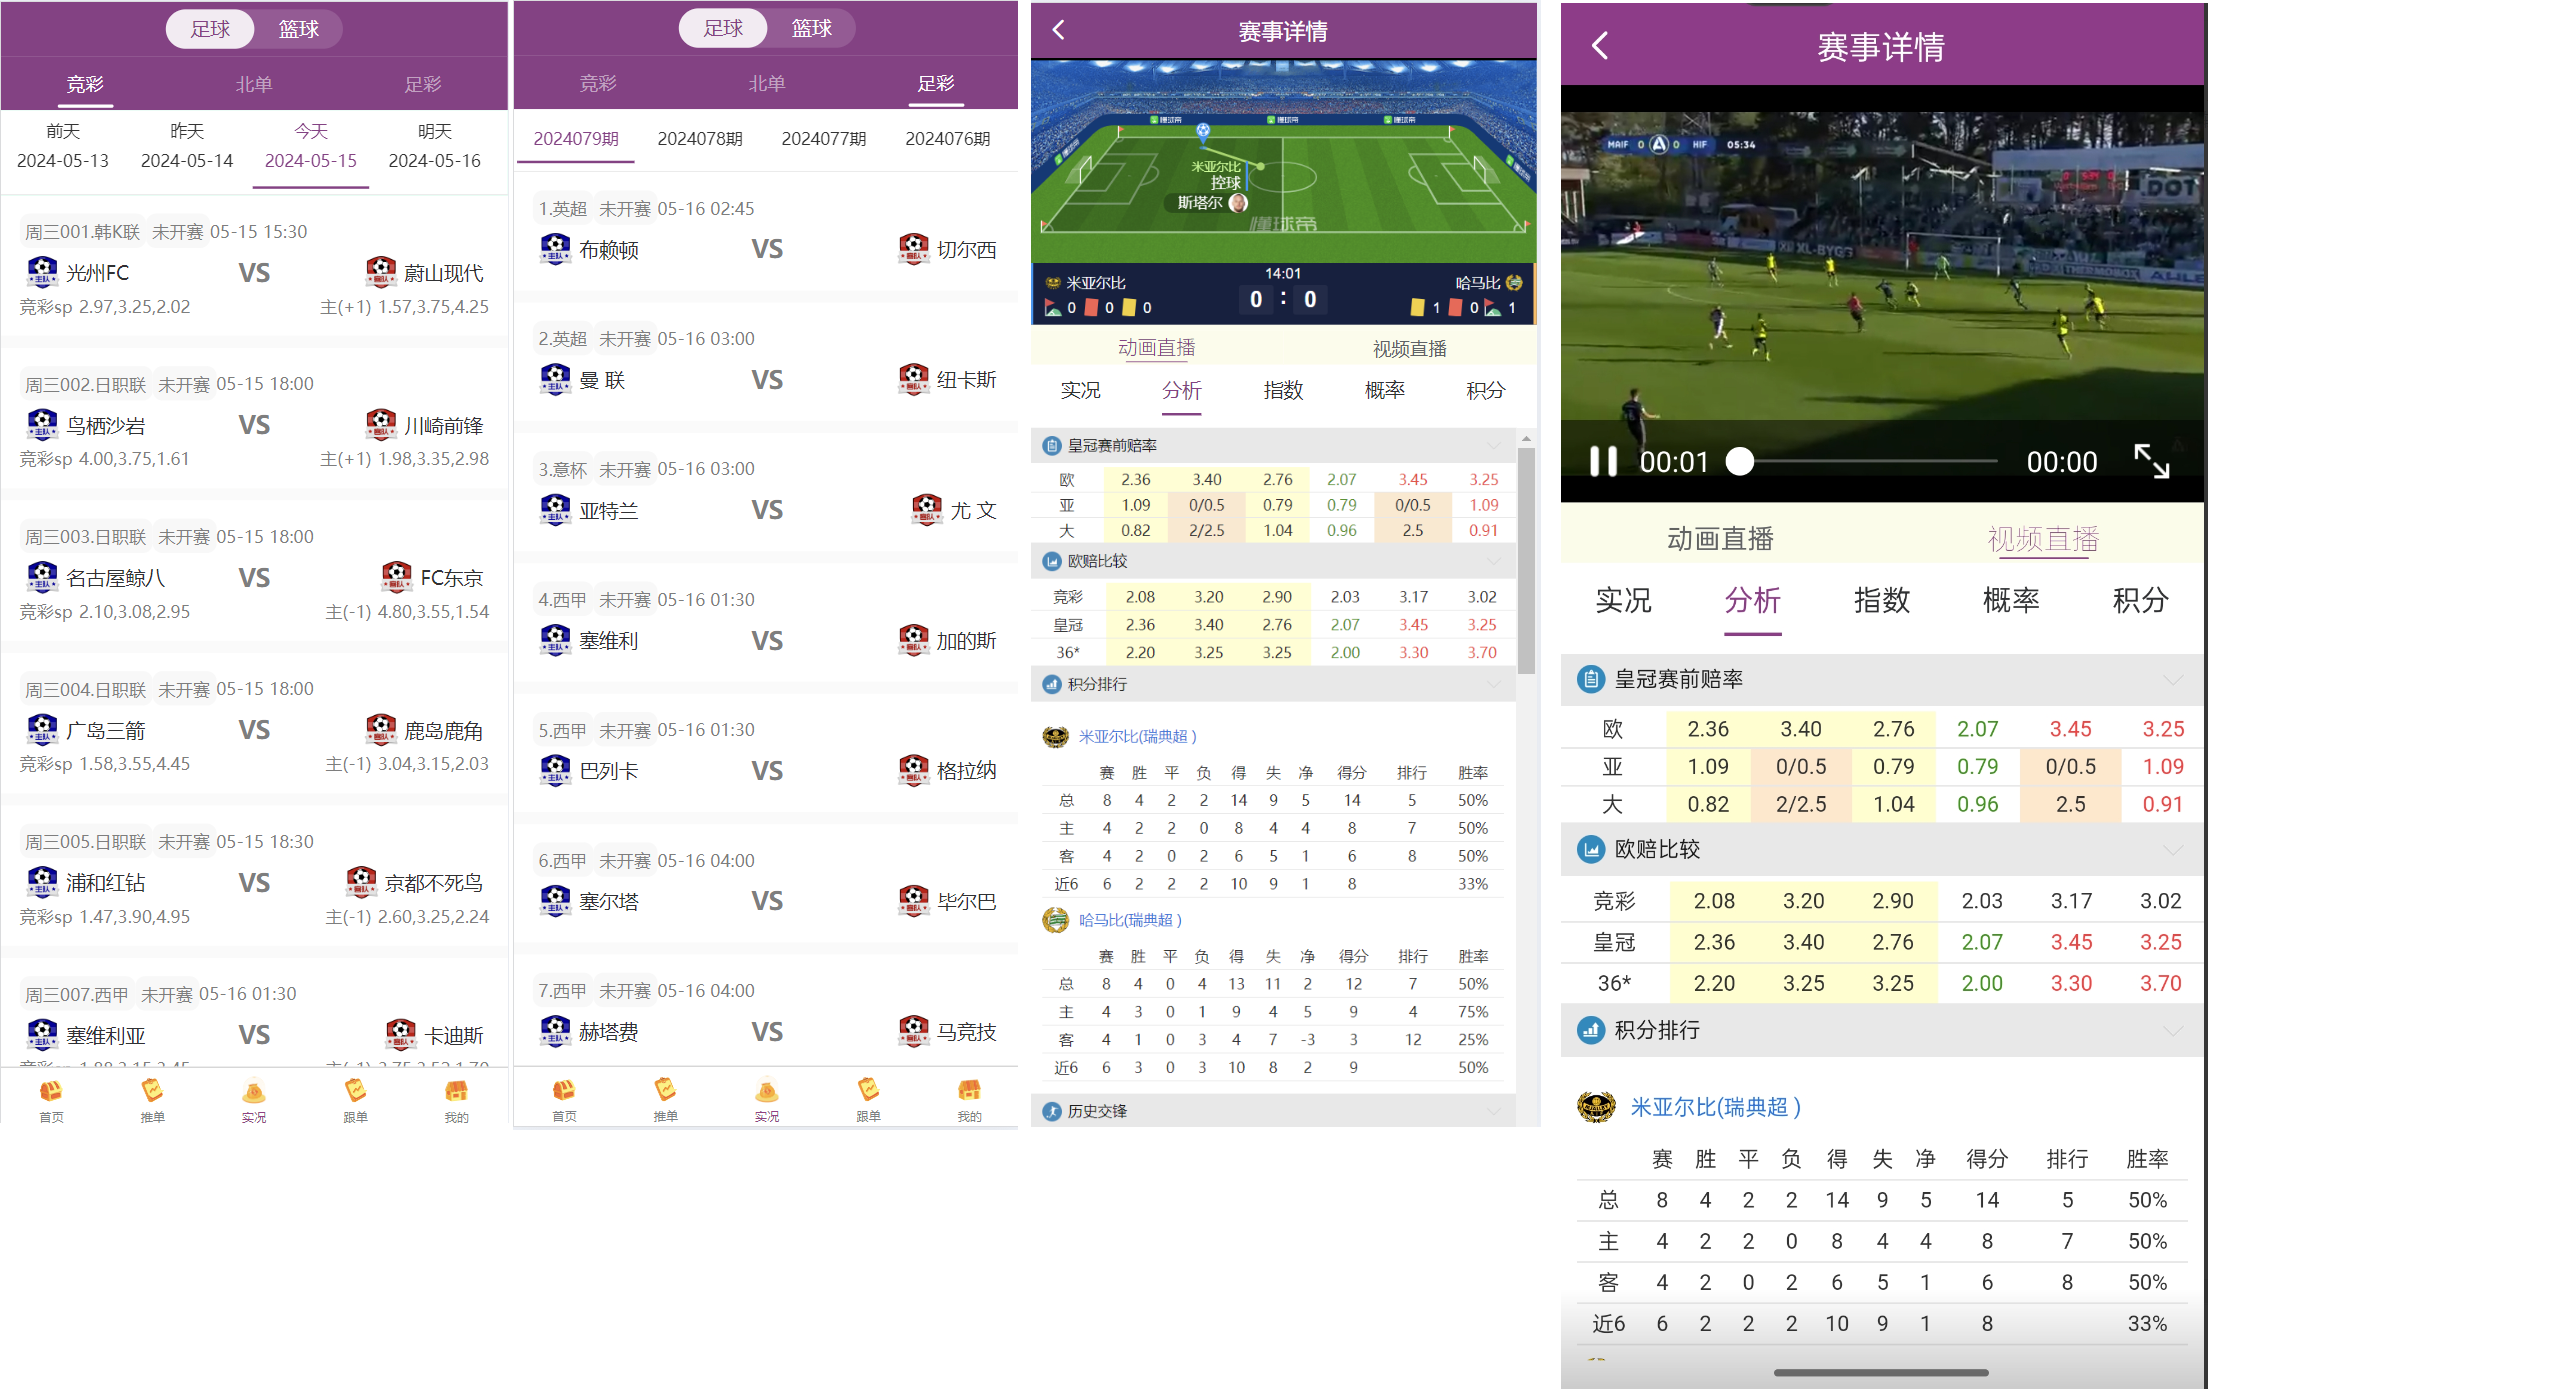 足球 篮球
竞彩 北单 足彩
前天 昨天 今天 明天
2024-05-13 2024-05-14 2024-05-15 2024-05-16
周三001.韩K联 未开赛 05-15 15:30
光州FC VS 蔚山现代
竞彩sp 2.97,3.25,2.02 主(+1) 1.57,3.75,4.25
周三002.日职联 未开赛 05-15 18:00
鸟栖沙岩 VS 川崎前锋
竞彩sp 4.00,3.75,1.61 主(+1) 1.98,3.35,2.98
周三003.日职联 未开赛 05-15 18:00
名古屋鲸八 VS FC东京
竞彩sp 2.10,3.08,2.95 主(-1) 4.80,3.55,1.54
周三004.日职联 未开赛 05-15 18:00
广岛三箭 VS 鹿岛鹿角
竞彩sp 1.58,3.55,4.45 主(-1) 3.04,3.15,2.03
周三005.日职联 未开赛 05-15 18:30
浦和红钻 VS 京都不死鸟
竞彩sp 1.47,3.90,4.95 主(-1) 2.60,3.25,2.24
周三007.西甲 未开赛 05-16 01:30
塞维利亚 VS 卡迪斯
首页 推单 实况 跟单 我的
足球 篮球
竞彩 北单 足彩
2024079期 2024078期 2024077期 2024076期
1.英超 未开赛 05-16 02:45
布赖顿 VS 切尔西
2.英超 未开赛 05-16 03:00
曼 联 VS 纽卡斯
3.意杯 未开赛 05-16 03:00
亚特兰 VS 尤 文
4.西甲 未开赛 05-16 01:30
塞维利 VS 加的斯
5.西甲 未开赛 05-16 01:30
巴列卡 VS 格拉纳
6.西甲 未开赛 05-16 04:00
塞尔塔 VS 毕尔巴
7.西甲 未开赛 05-16 04:00
赫塔费 VS 马竞技
首页 推单 实况 跟单 我的
赛事详情
懂球帝 懂球帝 懂球帝
米亚尔比
控球
斯塔尔
懂球帝
14:01
米亚尔比 0 : 0 哈马比
0 0 0 1 0 1
动画直播 视频直播
实况 分析 指数 概率 积分
皇冠赛前赔率
欧 2.36 3.40 2.76 2.07 3.45 3.25
亚 1.09 0/0.5 0.79 0.79 0/0.5 1.09
大 0.82 2/2.5 1.04 0.96 2.5 0.91
欧赔比较
竞彩 2.08 3.20 2.90 2.03 3.17 3.02
皇冠 2.36 3.40 2.76 2.07 3.45 3.25
36* 2.20 3.25 3.25 2.00 3.30 3.70
积分排行
米亚尔比(瑞典超 )
赛 胜 平 负 得 失 净 得分 排行 胜率
总 8 4 2 2 14 9 5 14 5 50%
主 4 2 2 0 8 4 4 8 7 50%
客 4 2 0 2 6 5 1 6 8 50%
近6 6 2 2 2 10 9 1 8 33%
哈马比(瑞典超 )
赛 胜 平 负 得 失 净 得分 排行 胜率
总 8 4 0 4 13 11 2 12 7 50%
主 4 3 0 1 9 4 5 9 4 75%
客 4 1 0 3 4 7 -3 3 12 25%
近6 6 3 0 3 10 8 2 9 50%
历史交锋
赛事详情
MAIF 0 0 HIF 05:34
XL-BYGG
00:01 00:00
动画直播 视频直播
实况 分析 指数 概率 积分
皇冠赛前赔率
欧 2.36 3.40 2.76 2.07 3.45 3.25
亚 1.09 0/0.5 0.79 0.79 0/0.5 1.09
大 0.82 2/2.5 1.04 0.96 2.5 0.91
欧赔比较
竞彩 2.08 3.20 2.90 2.03 3.17 3.02
皇冠 2.36 3.40 2.76 2.07 3.45 3.25
36* 2.20 3.25 3.25 2.00 3.30 3.70
积分排行
米亚尔比(瑞典超 )
赛 胜 平 负 得 失 净 得分 排行 胜率
总 8 4 2 2 14 9 5 14 5 50%
主 4 2 2 0 8 4 4 8 7 50%
客 4 2 0 2 6 5 1 6 8 50%
近6 6 2 2 2 10 9 1 8 33%